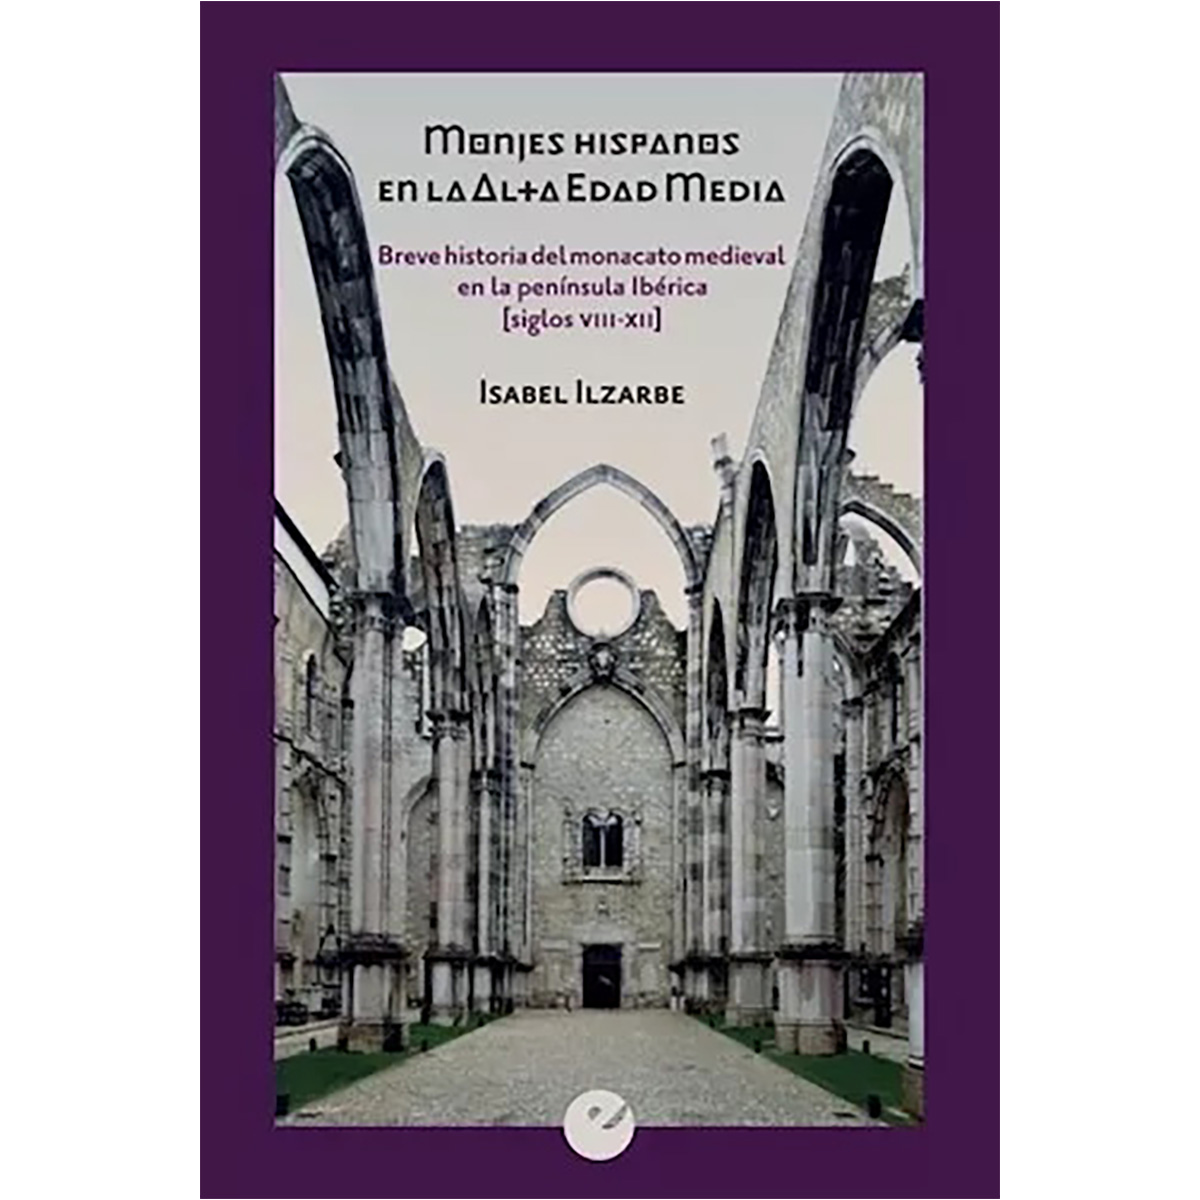 Monjes hispanos
en la Alta Edad Media
Breve historia del monacato medieval
en la península Ibérica
[siglos VIII-XII]
Isabel Ilzarbe
e